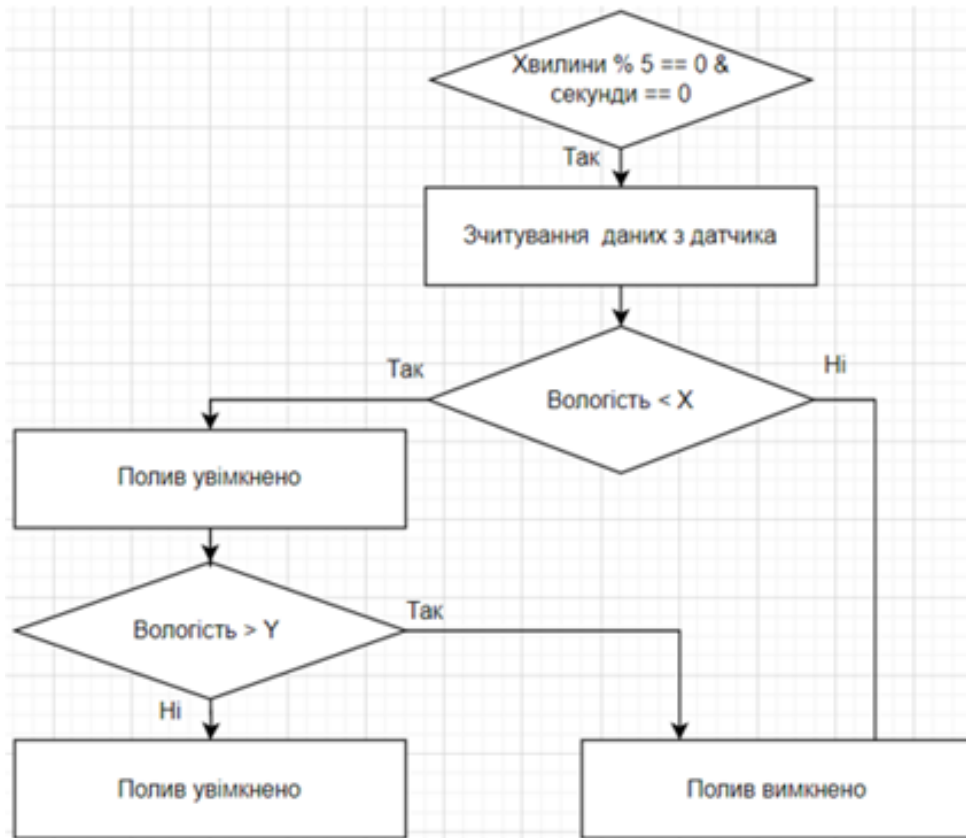 Хвилини % 5 == 0 &
секунди == 0
Так
Зчитування даних з датчика
Так
Ні
Вологість < X
Полив увімкнено
Вологість > Y
Так
Ні
Полив увімкнено
Полив вимкнено